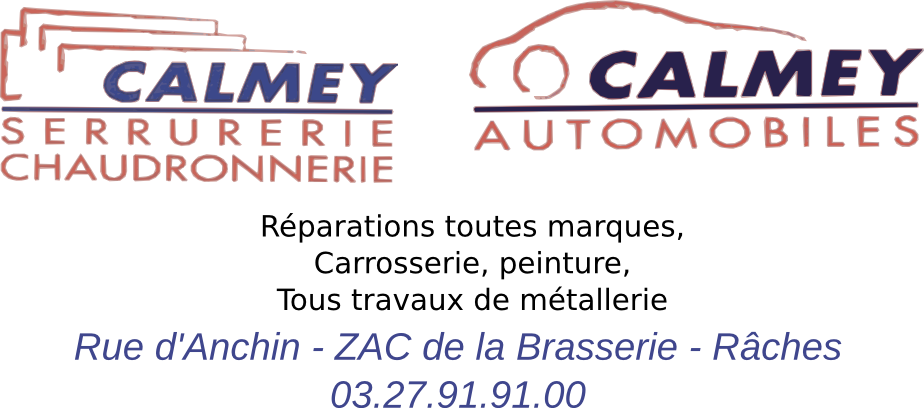 CALMEY
SERRURERIE
CHAUDRONNERIE
CALMEY
AUTOMOBILES
Réparations toutes marques,
Carrosserie, peinture,
Tous travaux de métallerie
Rue d'Anchin - ZAC de la Brasserie - Râches
03.27.91.91.00